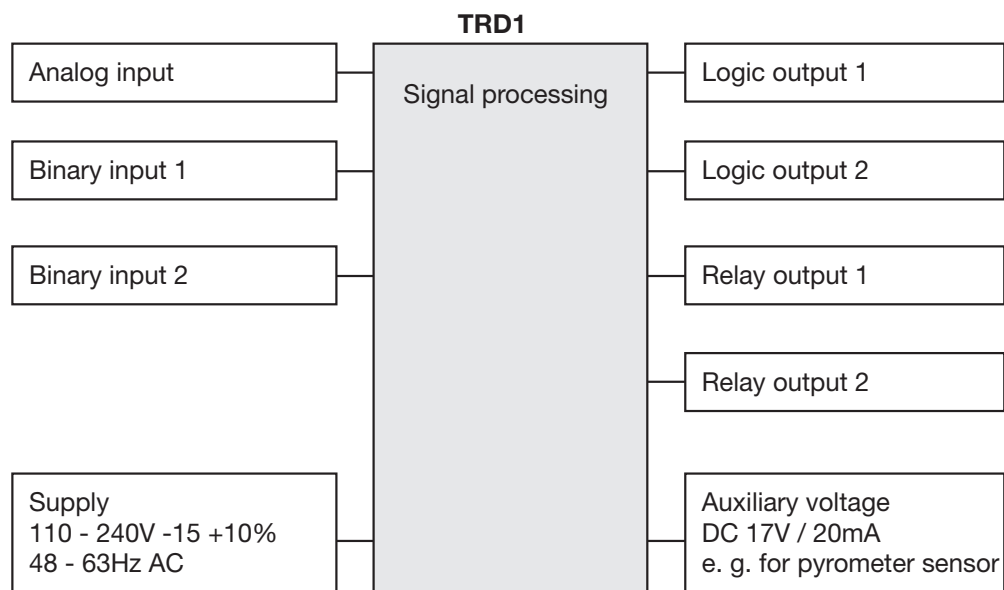 TRD1
Analog input
Signal processing
Logic output 1
Binary input 1
Logic output 2
Binary input 2
Relay output 1
Relay output 2
Supply
110 - 240V -15 +10%
48 - 63Hz AC
Auxiliary voltage
DC 17V / 20mA
e. g. for pyrometer sensor